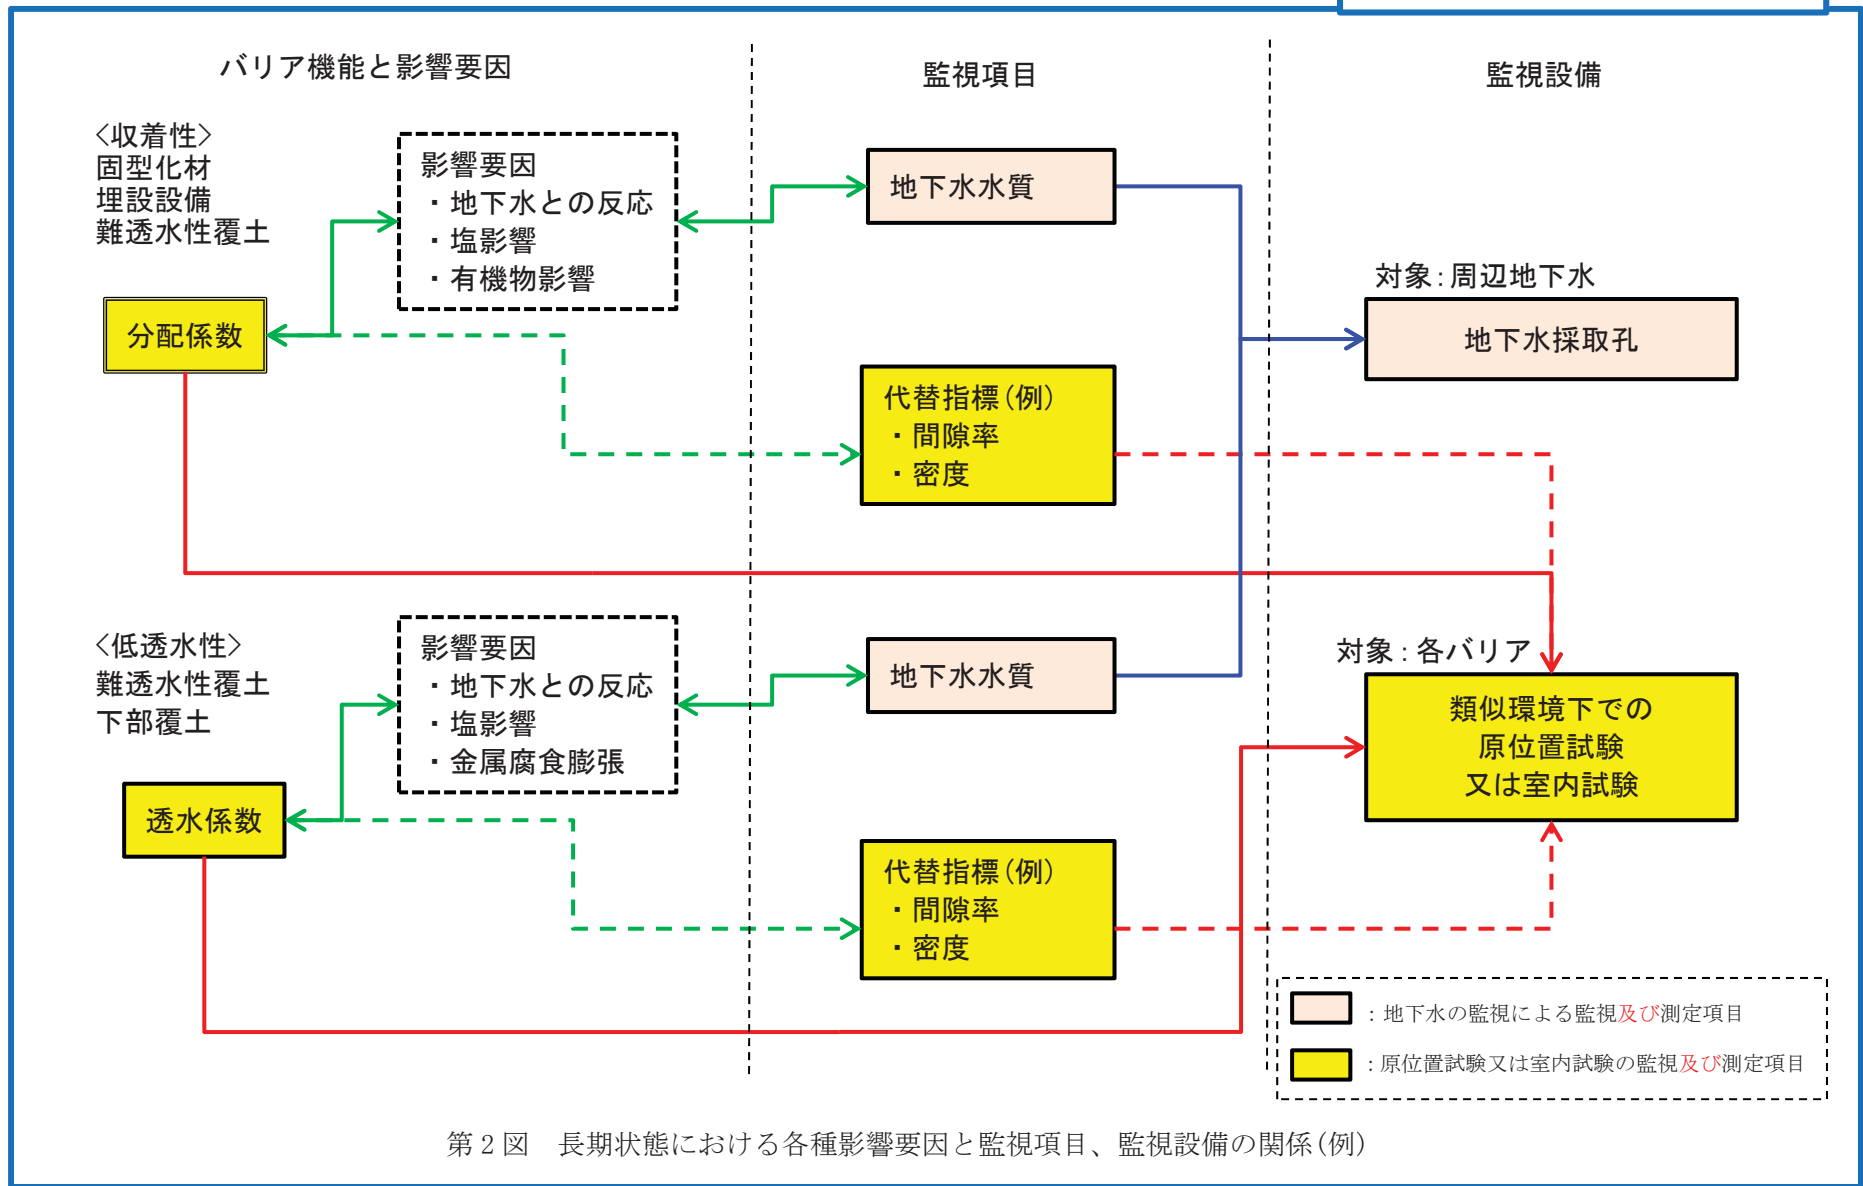 バリア機能と影響要因
監視項目
監視設備
<収着性>
固型化材
埋設設備
難透水性覆土
影響要因
・地下水との反応
・塩影響
・有機物影響
地下水水質
分配係数
対象:周辺地下水
地下水採取孔
代替指標(例)
・間隙率
・密度
<低透水性>
難透水性覆土
下部覆土
影響要因
・地下水との反応
・塩影響
・金属腐食膨張
地下水水質
対象:各バリア
類似環境下での
原位置試験
又は室内試験
透水係数
代替指標(例)
・間隙率
・密度
:地下水の監視による監視及び測定項目
:原位置試験又は室内試験の監視及び測定項目
第2図　長期状態における各種影響要因と監視項目、監視設備の関係(例)